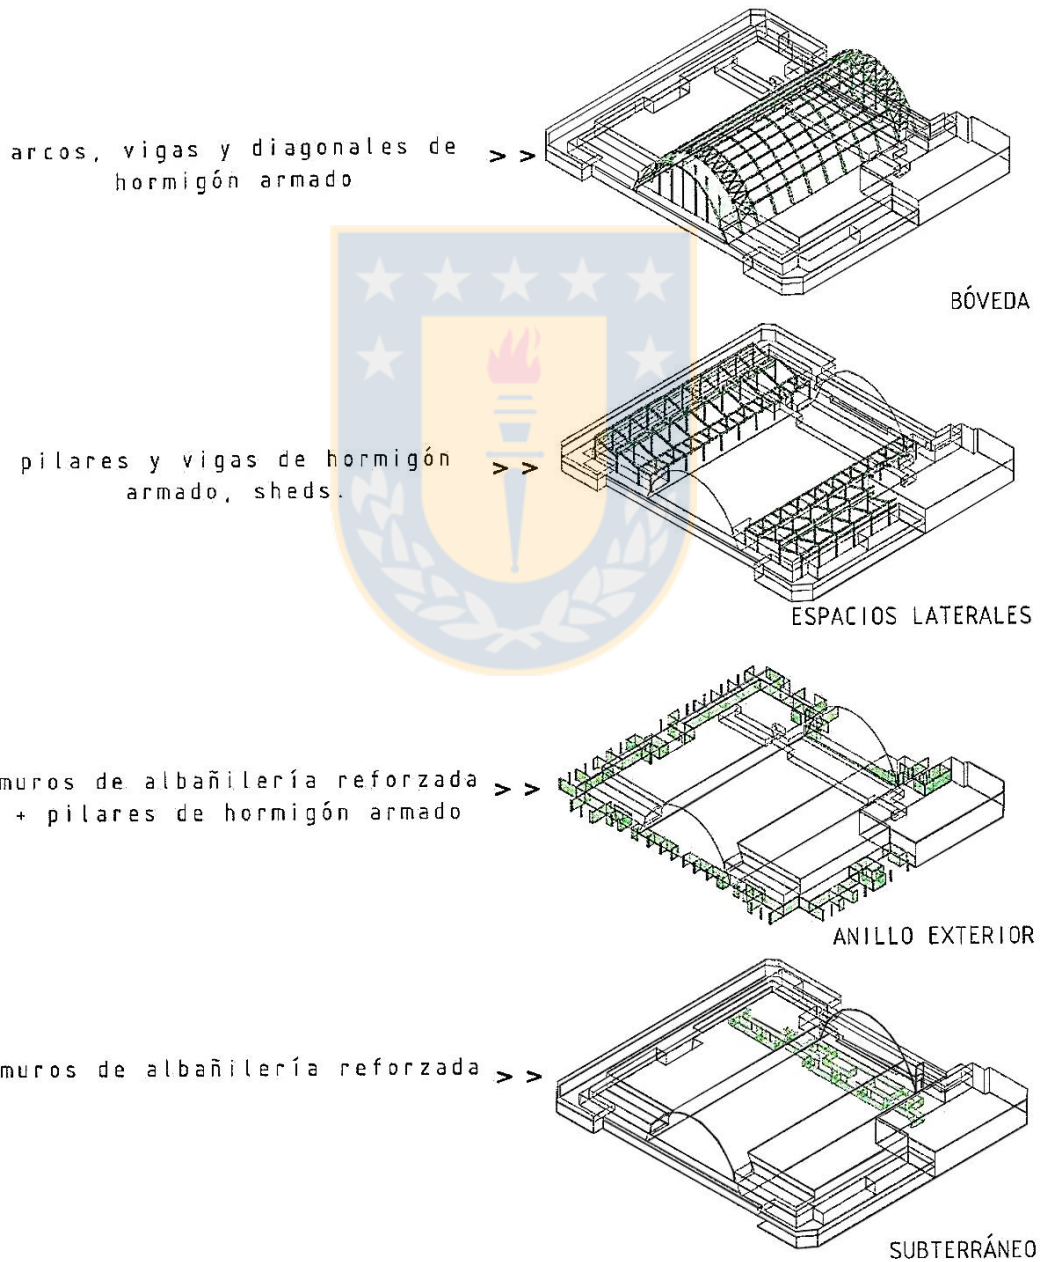 arcos, vigas y diagonales de >>
hormigón armado
BÓVEDA
pilares y vigas de hormigón >>
armado, sheds.
ESPACIOS LATERALES
muros de albañilería reforzada >>
+ pilares de hormigón armado
ANILLO EXTERIOR
muros de albañilería reforzada >>
SUBTERRÁNEO